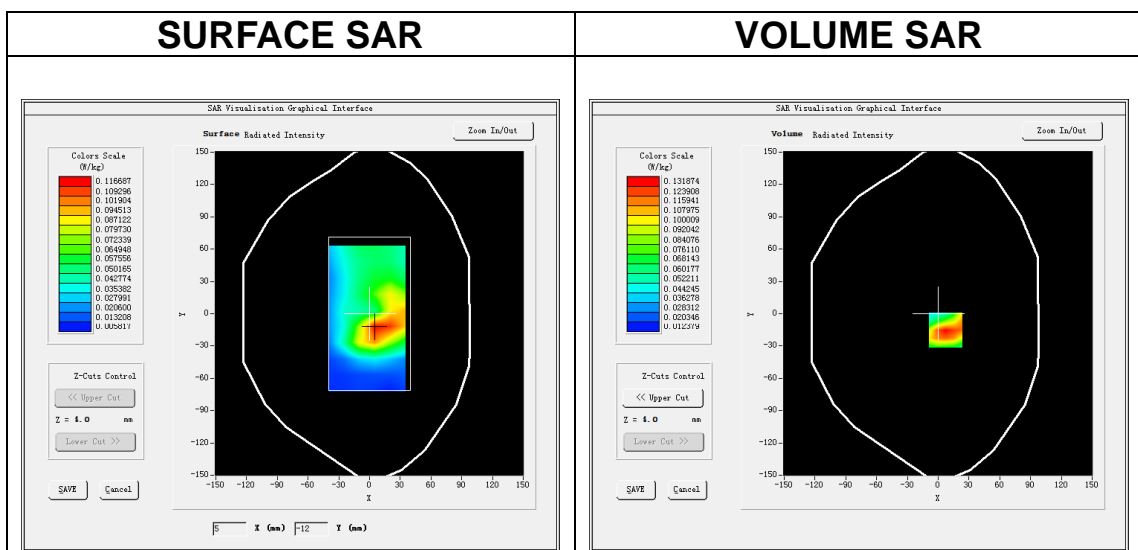 SURFACE SAR
VOLUME SAR
SAR Visualisation Graphical Interface
Surface Radiated Intensity
Zoom In/Out
Colors Scale
(W/kg)
0.116687
0.109296
0.101904
0.094513
0.087122
0.079730
0.072339
0.064948
0.057556
0.050165
0.042774
0.035382
0.027991
0.020600
0.013208
0.005817
150
120
90
60
30
0
-30
-60
-90
-120
-150
Y
-150 -120 -90 -60 -30 0 30 60 90 120 150
X
Z-Cuts Control
<< Upper Cut
Z = 4.0 mm
Lower Cut >>
SAVE Cancel
5 X (mm) -12 Y (mm)
SAR Visualisation Graphical Interface
Volume Radiated Intensity
Zoom In/Out
Colors Scale
(W/kg)
0.131874
0.123908
0.115941
0.107975
0.100009
0.092042
0.084076
0.076110
0.068143
0.060177
0.052211
0.044245
0.036278
0.028312
0.020346
0.012379
150
120
90
60
30
0
-30
-60
-90
-120
-150
Y
-150 -120 -90 -60 -30 0 30 60 90 120 150
X
Z-Cuts Control
<< Upper Cut
Z = 4.0 mm
Lower Cut >>
SAVE Cancel